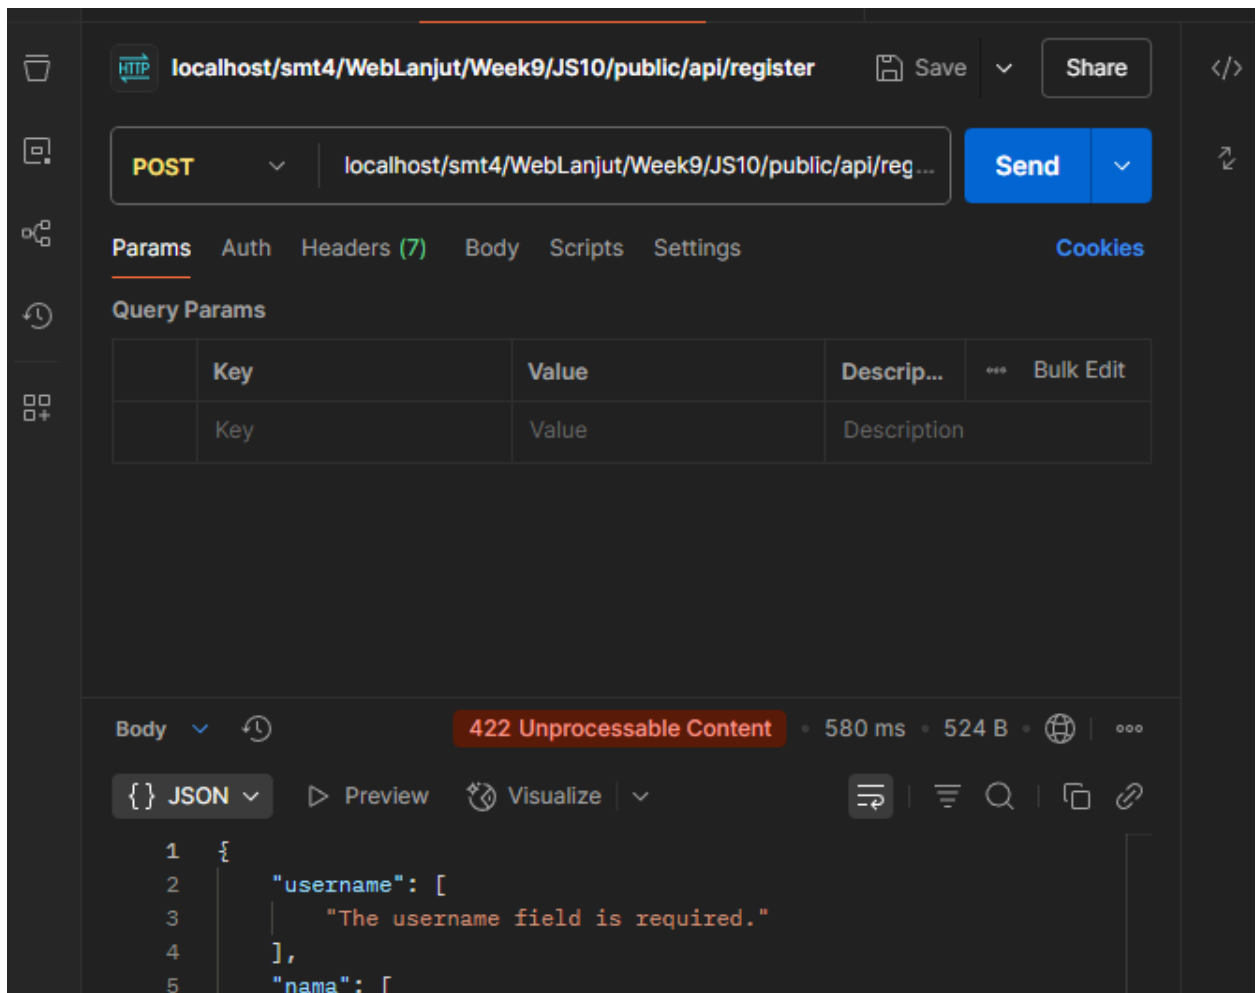 HTTP localhost/smt4/WebLanjut/Week9/JS10/public/api/register Save Share </>
POST localhost/smt4/WebLanjut/Week9/JS10/public/api/reg... Send
Params Auth Headers (7) Body Scripts Settings Cookies
Query Params
Key Value Descrip... Bulk Edit
Key Value Description
Body 422 Unprocessable Content 580 ms 524 B
{} JSON Preview Visualize
1 {
2 "username": [
3 "The username field is required."
4 ],
5 "nama": [